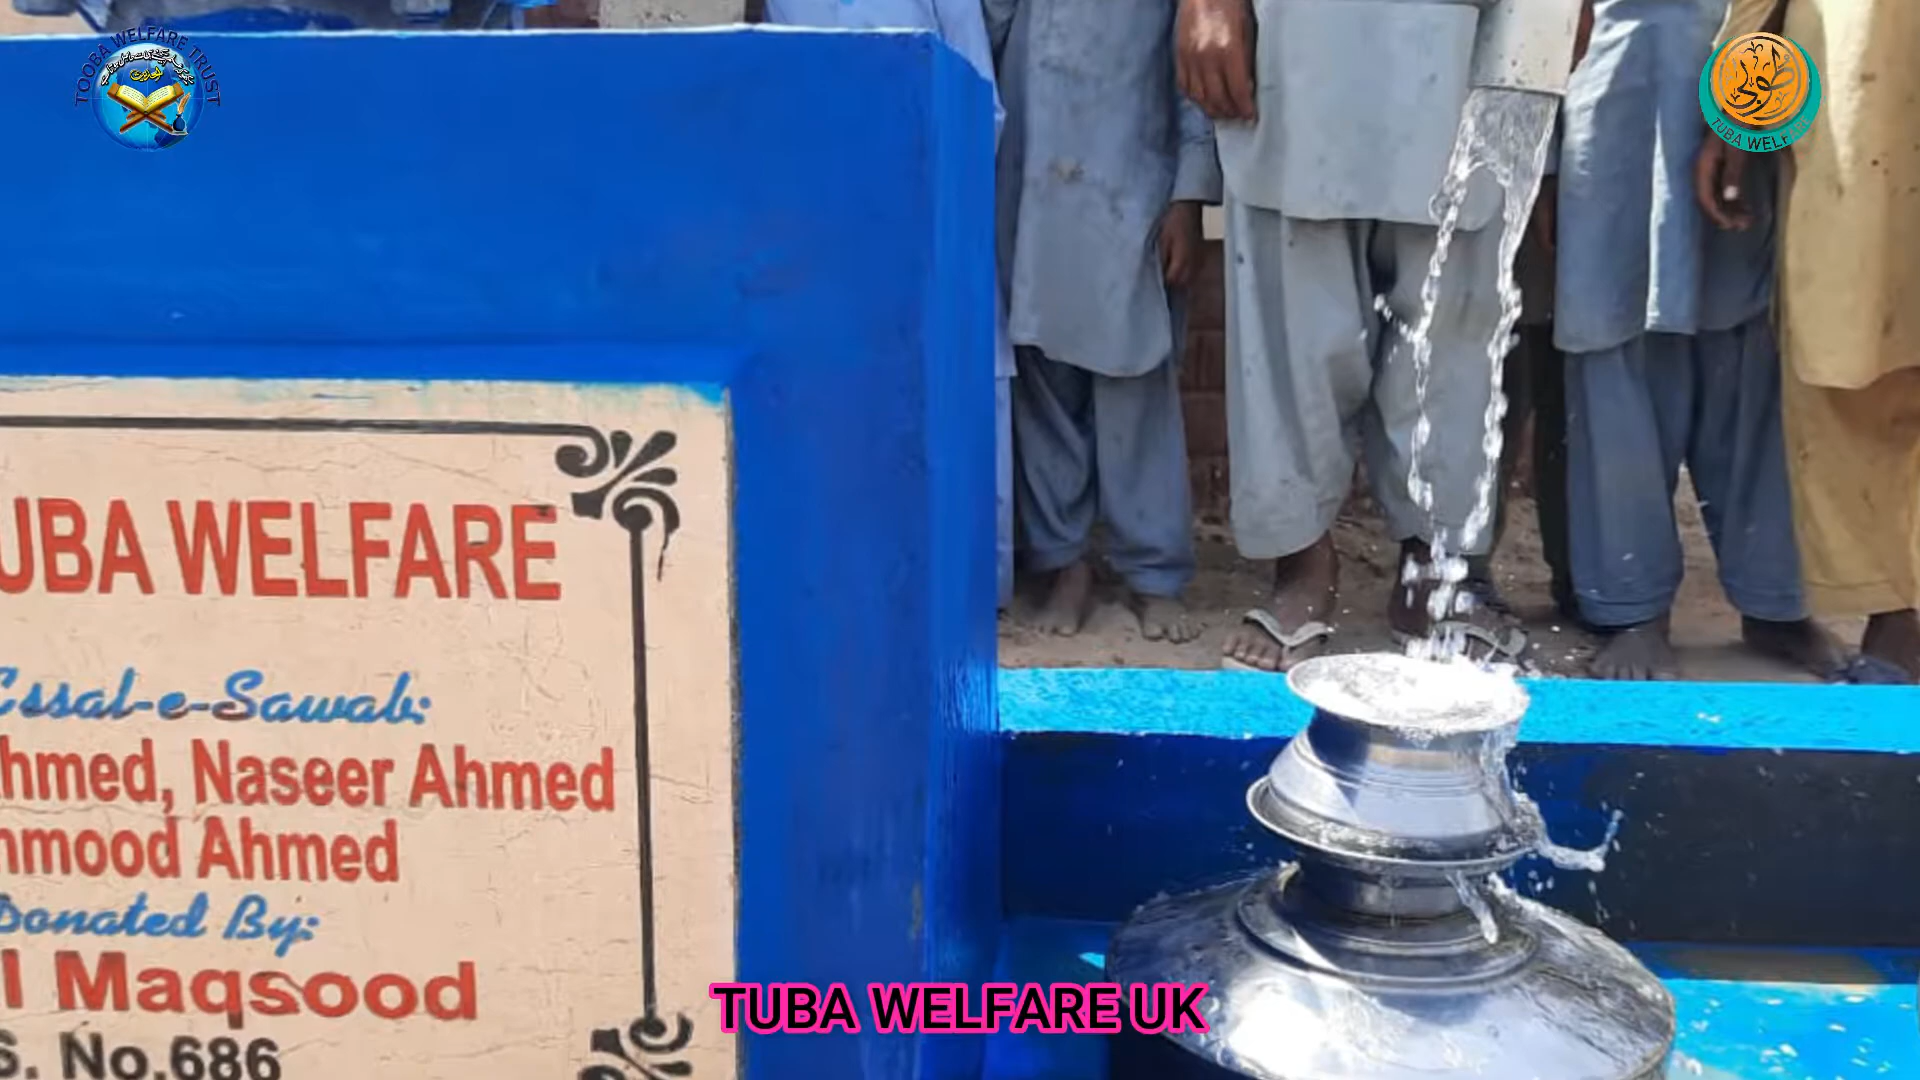 TOOBA WELFARE TRUST
طوبى
TUBA WELFARE
UBA WELFARE
Essal-e-Sawab:
hmed, Naseer Ahmed
hmood Ahmed
Donated By:
l Maqsood
S. No.686
TUBA WELFARE UK